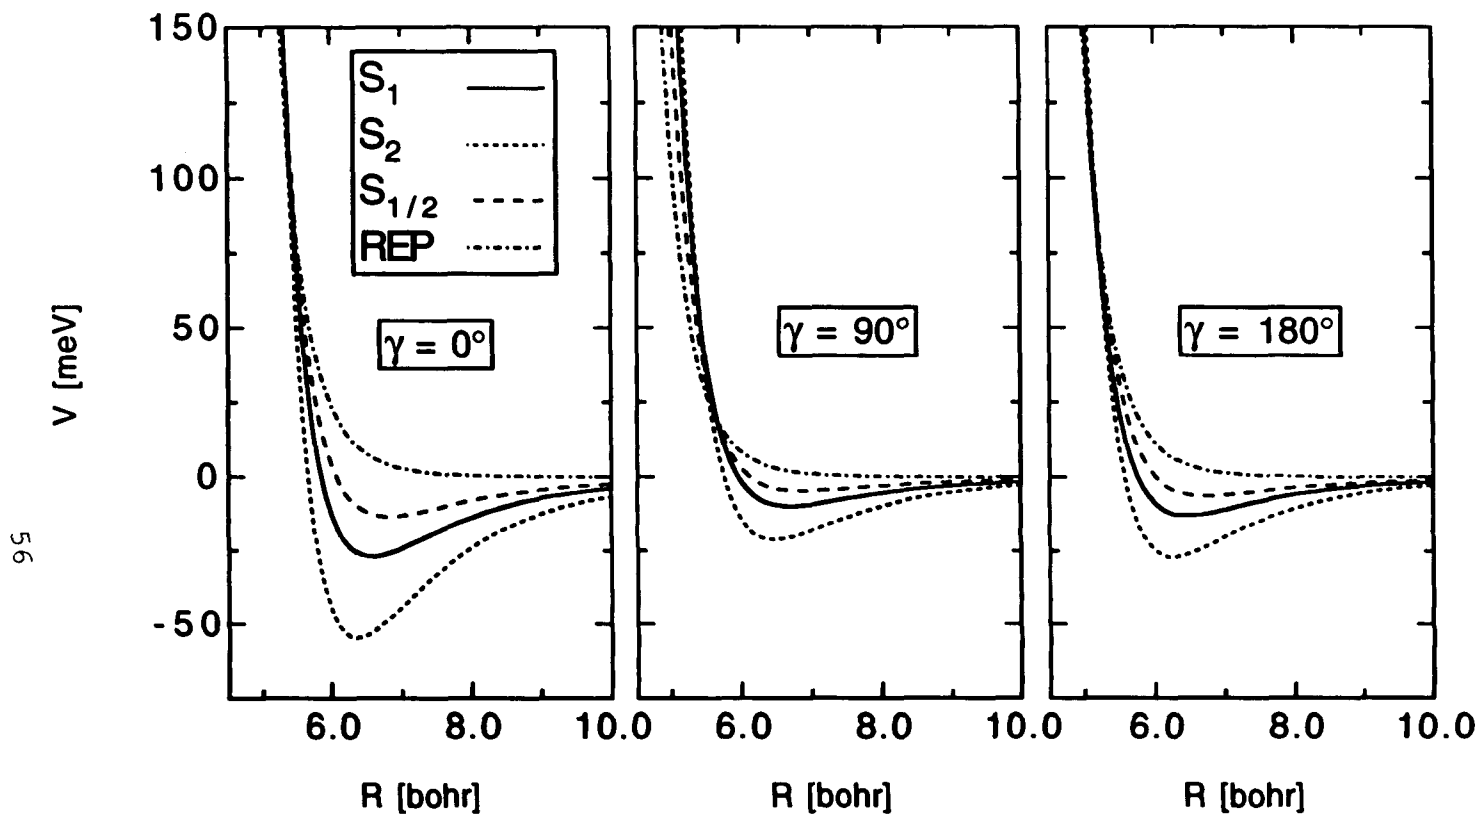 150
100
50
0
-50
V [meV]
S1
S2
S1/2
REP
γ = 0°
γ = 90°
γ = 180°
6.0 8.0 10.0 6.0 8.0 10.0 6.0 8.0 10.0
R [bohr] R [bohr] R [bohr]
56